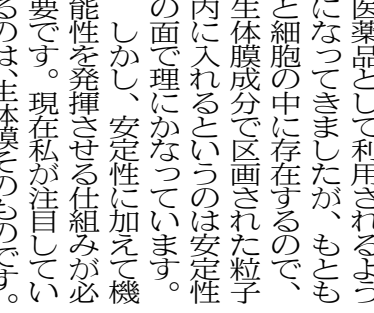 医薬品として利用されるよう
になってきましたが、もとも
と細胞の中に存在するので、
生体膜成分で区画された粒子
内に入れるというのは安定性
の面で理にかなっています。
しかし、安定性に加えて機
能性を発揮させる仕組みが必
要です。現在私が注目してい
るのは、生体膜そのものです。